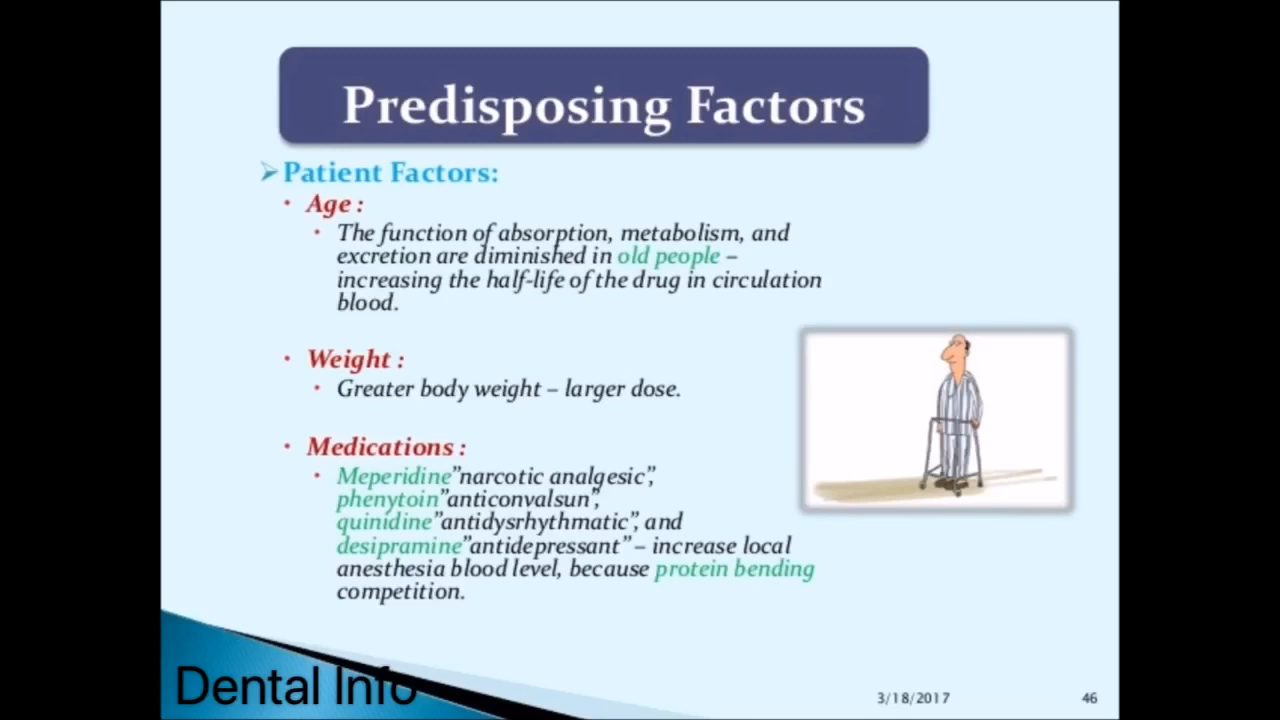 Predisposing Factors
➢Patient Factors:
• Age :
• The function of absorption, metabolism, and
excretion are diminished in old people –
increasing the half-life of the drug in circulation
blood.
• Weight :
• Greater body weight – larger dose.
• Medications :
• Meperidine”narcotic analgesic”,
phenytoin”anticonvalsun”,
quinidine”antidysrhythmatic”, and
desipramine”antidepressant” – increase local
anesthesia blood level, because protein bending
competition.
Dental Info
3/18/2017
46